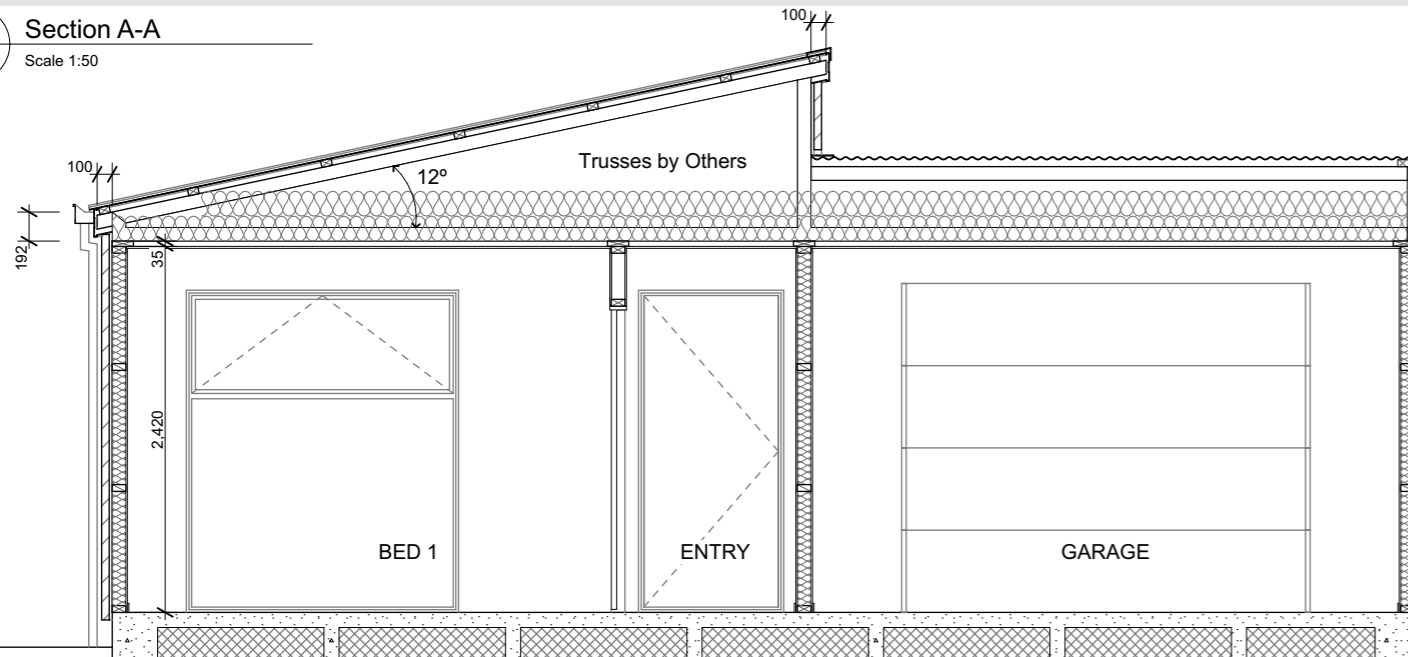 Section A-A
Scale 1:50
100
100
12º
Trusses by Others
192
35
2,420
BED 1
ENTRY
GARAGE